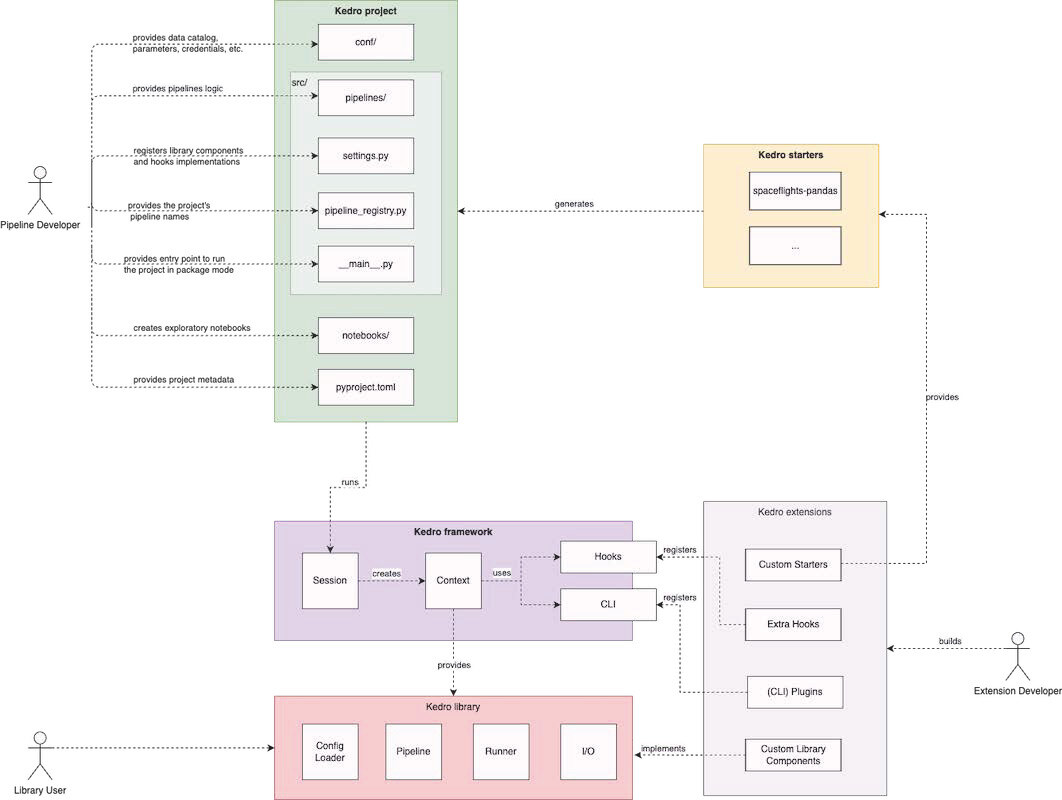 Kedro project
provides data catalog,
parameters, credentials, etc.
conf/
src/
provides pipelines logic
pipelines/
registers library components
and hooks implementations
settings.py
Pipeline Developer
provides the project's
pipeline names
pipeline_registry.py
provides entry point to run
the project in package mode
__main__.py
creates exploratory notebooks
notebooks/
provides project metadata
pyproject.toml
generates
Kedro starters
spaceflights-pandas
...
provides
runs
Kedro framework
Session
creates
Context
uses
Hooks
CLI
registers
registers
provides
Kedro extensions
Custom Starters
Extra Hooks
(CLI) Plugins
Custom Library
Components
builds
Extension Developer
implements
Kedro library
Config
Loader
Pipeline
Runner
I/O
Library User